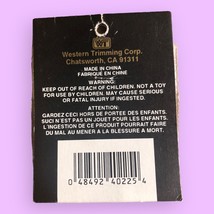 WT
Western Trimming Corp.
Chatsworth, CA 91311
MADE IN CHINA
FABRIQUE EN CHINE
WARNING:
KEEP OUT OF REACH OF CHILDREN. NOT A TOY
FOR USE BY CHILDREN. MAY CAUSE SERIOUS
OR FATAL INJURY IF INGESTED.
ATTENTION:
GARDEZ CECI HORS DE PORTÉE DES ENFANTS.
SUCI N'EST PAS UN JOUET POUR LES ENFANTS.
L'INGESTION DE CE PRODUIT POURRAIT FAIRE
DU MAL AU MENER A LA BLESSURE A MORT.
0 48492 40225 4